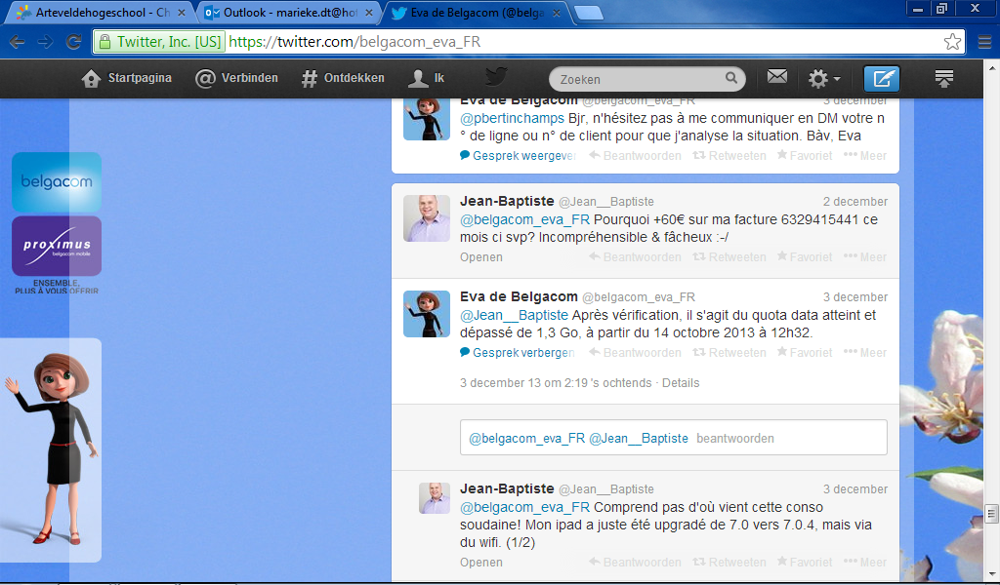 Arteveldehogeschool - Ch
Outlook - marieke.dt@hot
Eva de Belgacom (@belga
Twitter, Inc. [US] https://twitter.com/belgacom_eva_FR
Startpagina
Verbinden
Ontdekken
Ik
Zoeken
Eva de Belgacom @belgacom_eva_FR 3 december
@pbertinchamps Bjr, n'hésitez pas à me communiquer en DM votre n
° de ligne ou n° de client pour que j'analyse la situation. Bàv, Eva
Gesprek weergever Beantwoorden Retweeten Favoriet Meer
belgacom
proximus
belgacom mobile
ENSEMBLE,
PLUS À VOUS OFFRIR
Jean-Baptiste @Jean__Baptiste 2 december
@belgacom_eva_FR Pourquoi +60€ sur ma facture 6329415441 ce
mois ci svp? Incompréhensible & fâcheux :-/
Openen Beantwoorden Retweeten Favoriet Meer
Eva de Belgacom @belgacom_eva_FR 3 december
@Jean__Baptiste Après vérification, il s'agit du quota data atteint et
dépassé de 1,3 Go, à partir du 14 octobre 2013 à 12h32.
Gesprek verbergen Beantwoorden Retweeten Favoriet Meer
3 december 13 om 2:19 's ochtends · Details
@belgacom_eva_FR @Jean__Baptiste beantwoorden
Jean-Baptiste @Jean__Baptiste 3 december
@belgacom_eva_FR Comprend pas d'où vient cette conso
soudaine! Mon ipad a juste été upgradé de 7.0 vers 7.0.4, mais via
du wifi. (1/2)
Openen Beantwoorden Retweeten Favoriet Meer